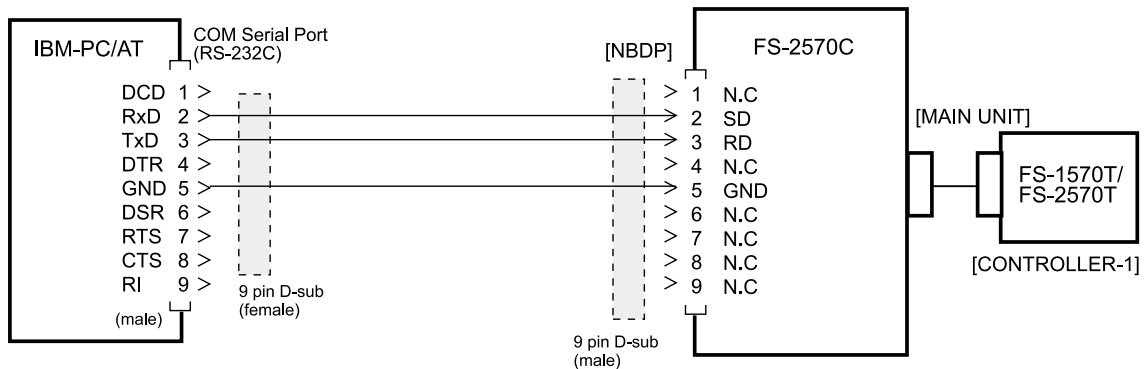 IBM-PC/AT
COM Serial Port
(RS-232C)
DCD 1
RxD 2
TxD 3
DTR 4
GND 5
DSR 6
RTS 7
CTS 8
RI 9
(male)
9 pin D-sub
(female)
[NBDP]
9 pin D-sub
(male)
FS-2570C
1 N.C
2 SD
3 RD
4 N.C
5 GND
6 N.C
7 N.C
8 N.C
9 N.C
[MAIN UNIT]
FS-1570T/
FS-2570T
[CONTROLLER-1]